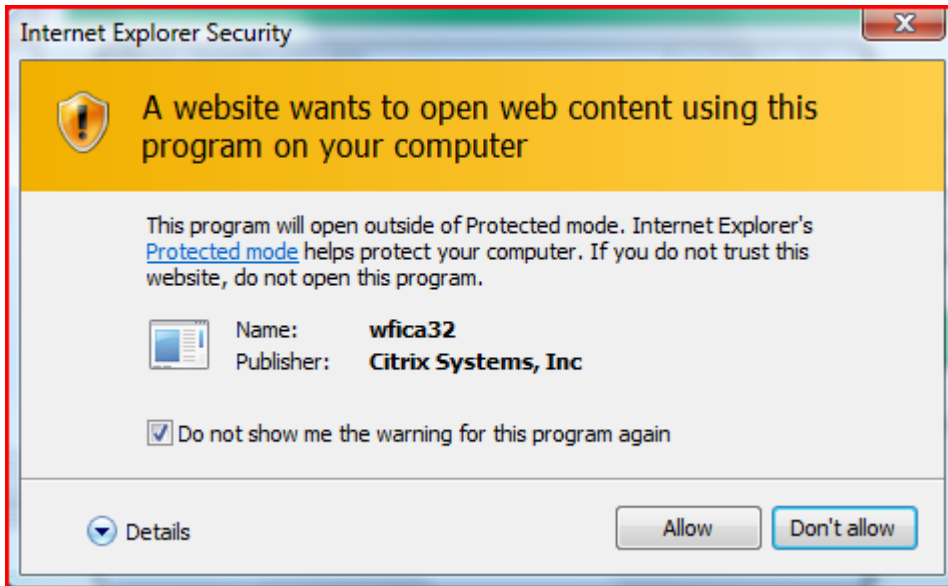 Internet Explorer Security
A website wants to open web content using this
program on your computer
This program will open outside of Protected mode. Internet Explorer's
Protected mode helps protect your computer. If you do not trust this
website, do not open this program.
Name: wfica32
Publisher: Citrix Systems, Inc
Do not show me the warning for this program again
Details Allow Don't allow